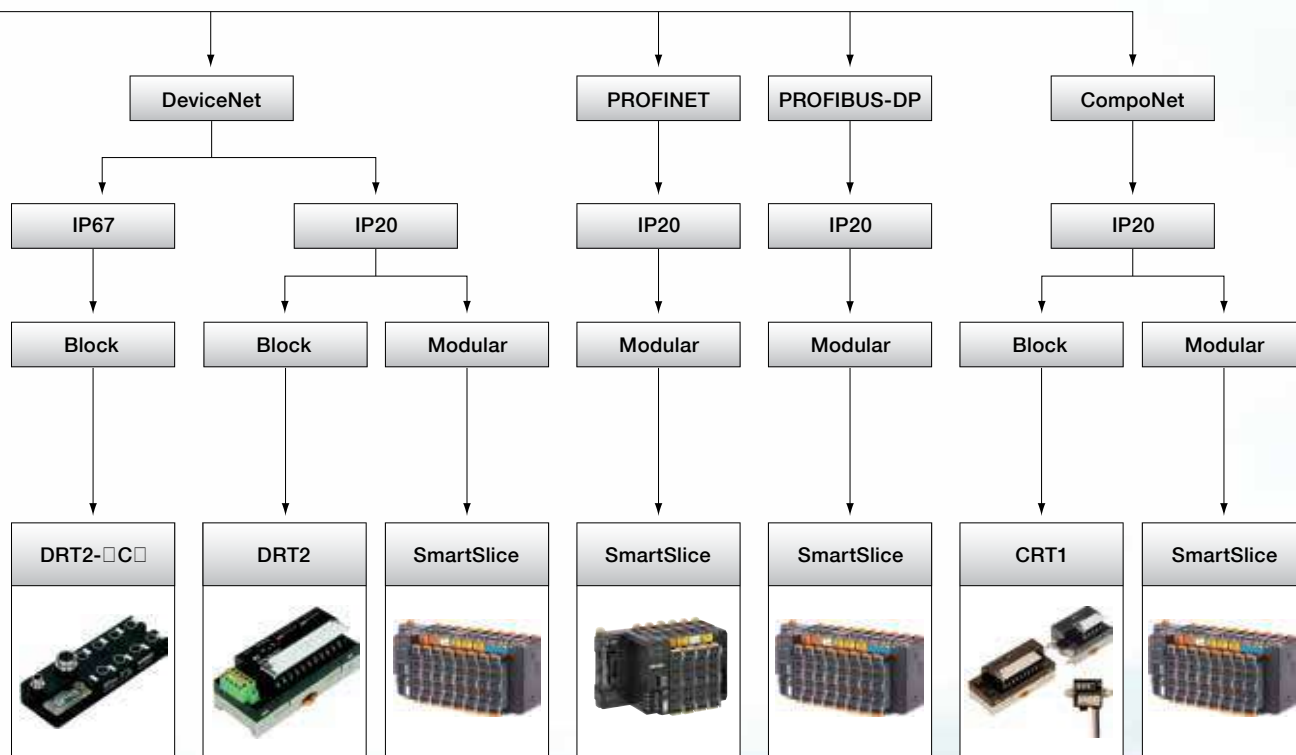 DeviceNet
PROFINET
PROFIBUS-DP
CompoNet
IP67
IP20
IP20
IP20
IP20
Block
Block
Modular
Modular
Modular
Block
Modular
DRT2-□C□
DRT2
SmartSlice
SmartSlice
SmartSlice
CRT1
SmartSlice